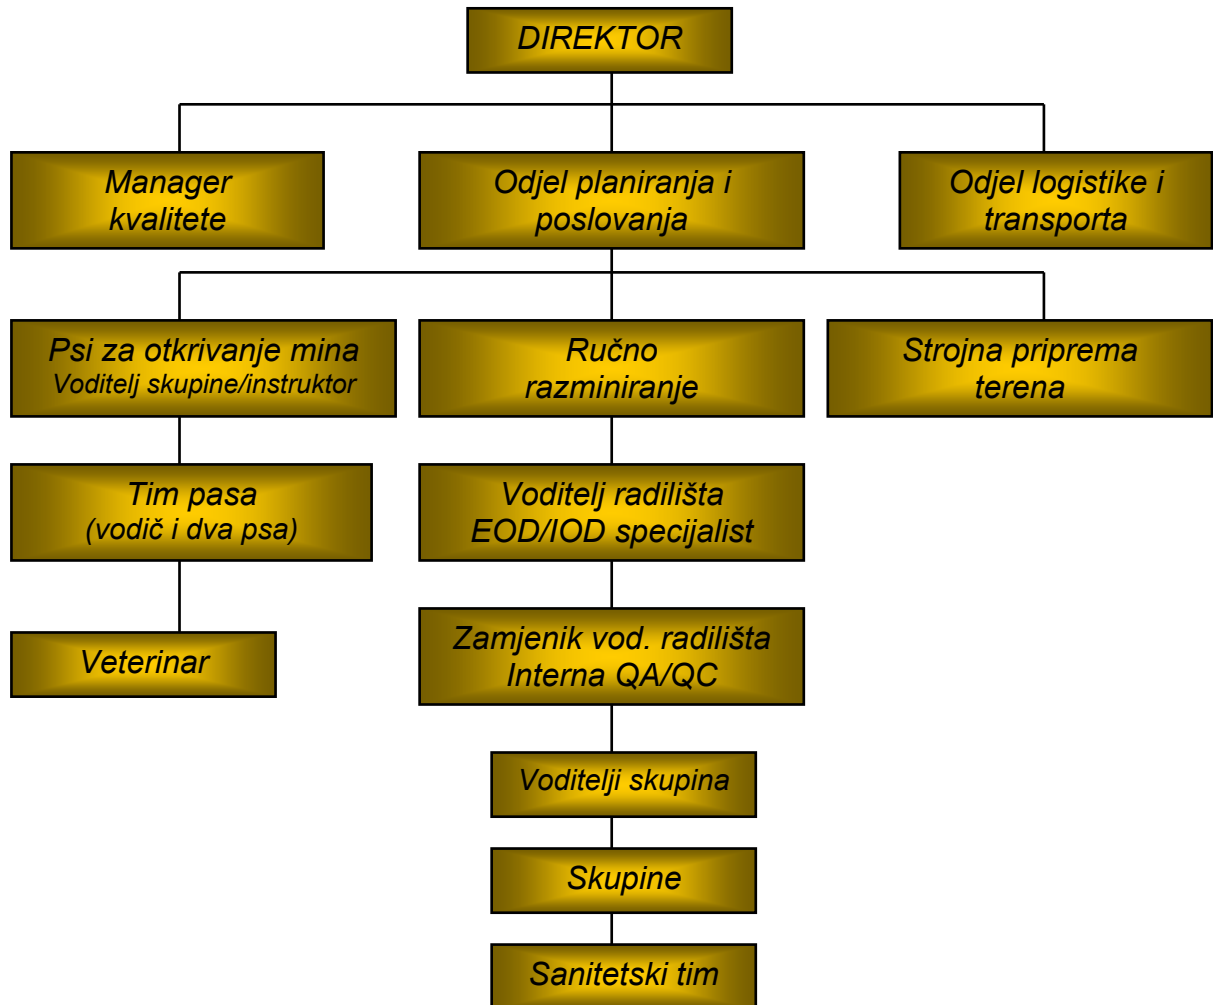 DIREKTOR
Manager
kvalitete
Odjel planiranja i
poslovanja
Odjel logistike i
transporta
Psi za otkrivanje mina
Voditelj skupine/instruktor
Ručno
razminiranje
Strojna priprema
terena
Tim pasa
(vodič i dva psa)
Voditelj radilišta
EOD/IOD specijalist
Veterinar
Zamjenik vod. radilišta
Interna QA/QC
Voditelji skupina
Skupine
Sanitetski tim